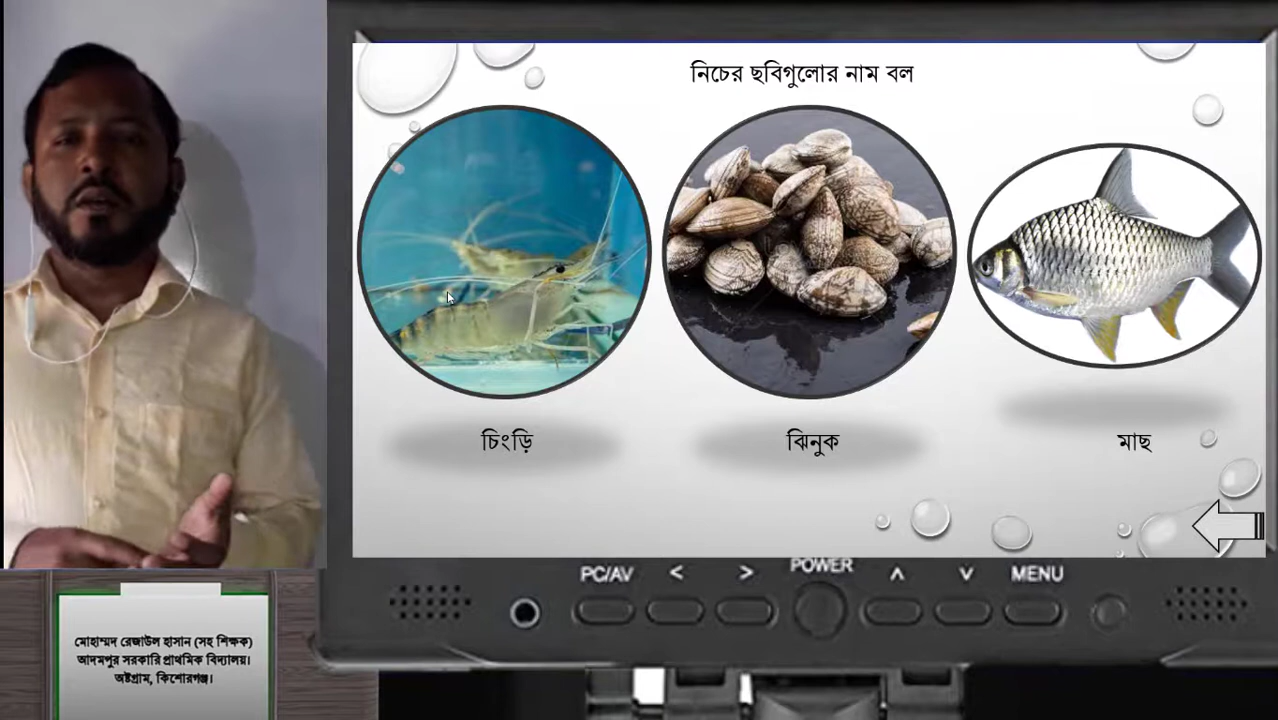 নিচের ছবিগুলোর নাম বল
চিংড়ি
ঝিনুক
মাছ
PC/AV < > POWER ʌ v MENU
মোহাম্মদ রেজাউল হাসান (সহ শিক্ষক)
আদমপুর সরকারি প্রাথমিক বিদ্যালয়।
অষ্টগ্রাম, কিশোরগঞ্জ।